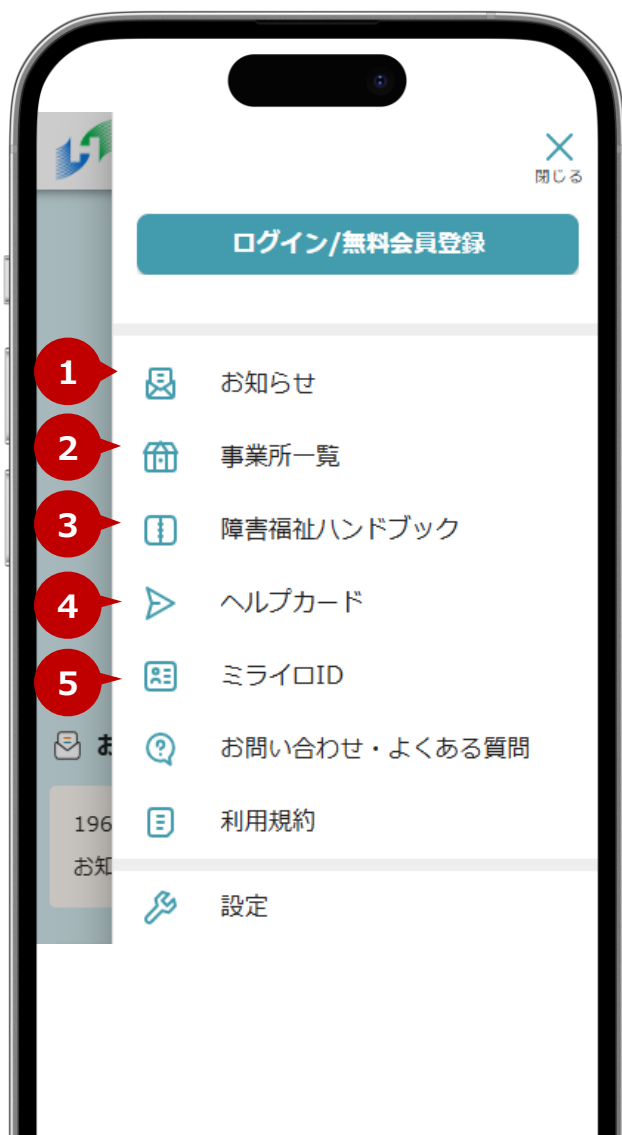 閉じる
ログイン/無料会員登録
1
お知らせ
2
事業所一覧
3
障害福祉ハンドブック
4
ヘルプカード
5
ミライロID
お
お問い合わせ・よくある質問
196
利用規約
お知
設定